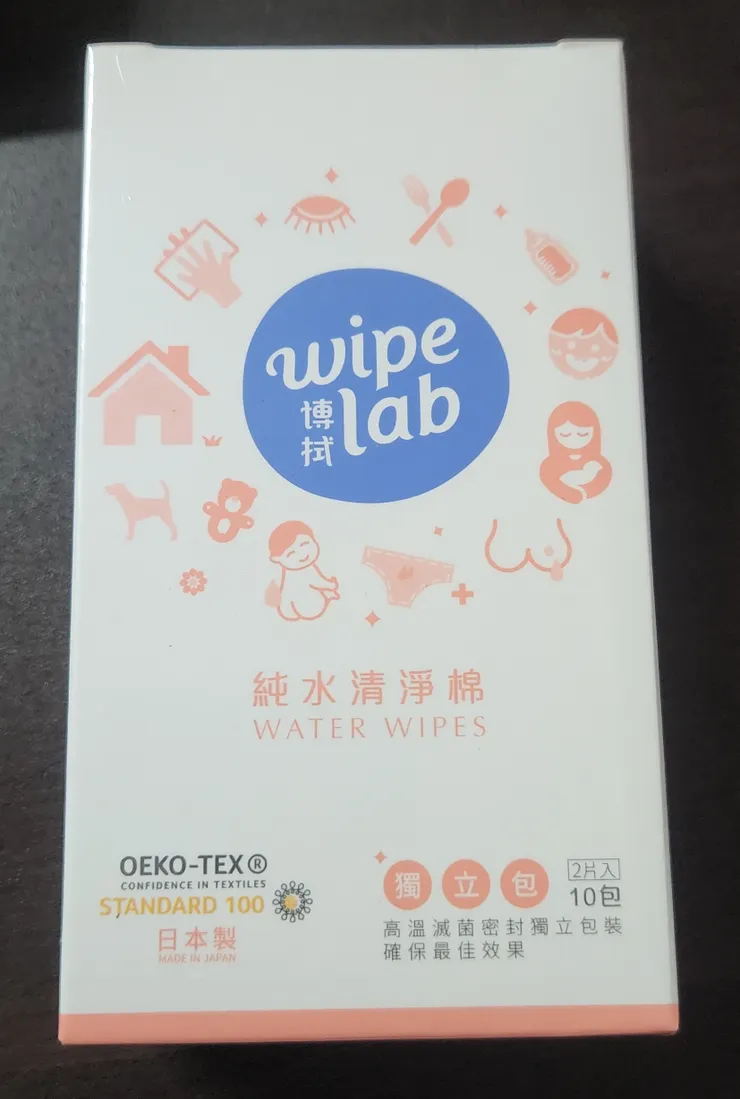 wipe
博拭
lab
純水清淨棉
WATER WIPES
OEKO-TEX®
CONFIDENCE IN TEXTILES
STANDARD 100
日本製
MADE IN JAPAN
獨立包
2片入
10包
高溫滅菌密封獨立包裝
確保最佳效果